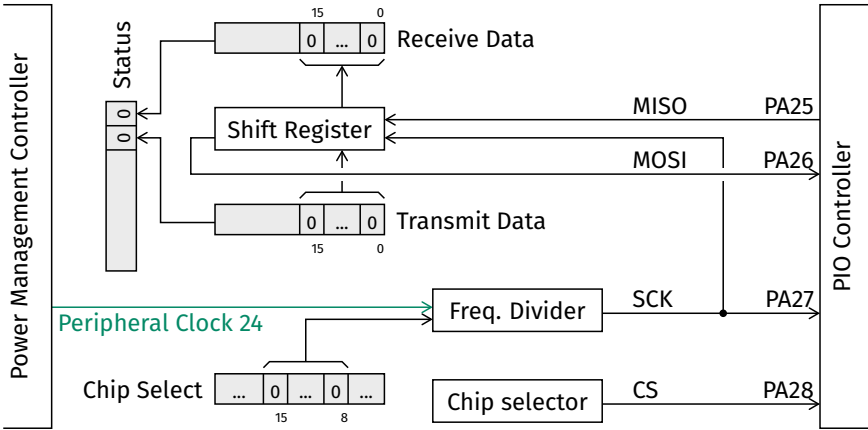 Power Management Controller
Status
0
0
15 0
0 ... 0 Receive Data
Shift Register
MISO PA25
MOSI PA26
0 ... 0 Transmit Data
15 0
Peripheral Clock 24
Freq. Divider
SCK PA27
Chip Select ... 0 ... 0 ...
15 8
Chip selector
CS PA28
PIO Controller